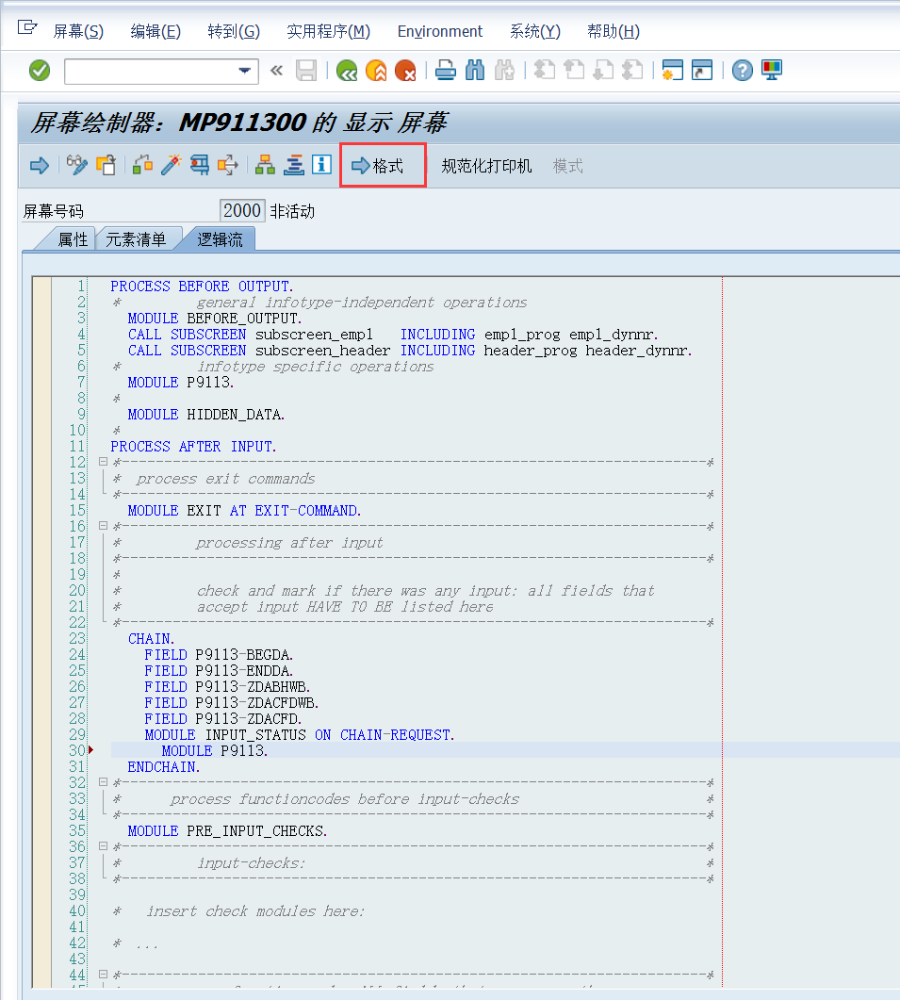 屏幕(S) 编辑(E) 转到(G) 实用程序(M) Environment 系统(Y) 帮助(H)
屏幕绘制器：MP911300 的 显示 屏幕
格式 规范化打印机 模式
屏幕号码 2000 非活动
属性 元素清单 逻辑流
1 PROCESS BEFORE OUTPUT.
2 * general infotype-independent operations
3 MODULE BEFORE_OUTPUT.
4 CALL SUBSCREEN subscreen_empl INCLUDING empl_prog empl_dynnr.
5 CALL SUBSCREEN subscreen_header INCLUDING header_prog header_dynnr.
6 * infotype specific operations
7 MODULE P9113.
8 *
9 MODULE HIDDEN_DATA.
10 *
11 PROCESS AFTER INPUT.
12 *---------------------------------------------------------------------*
13 * process exit commands
14 *---------------------------------------------------------------------*
15 MODULE EXIT AT EXIT-COMMAND.
16 *---------------------------------------------------------------------*
17 * processing after input
18 *---------------------------------------------------------------------*
19 *
20 * check and mark if there was any input: all fields that
21 * accept input HAVE TO BE listed here
22 *---------------------------------------------------------------------*
23 CHAIN.
24 FIELD P9113-BEGDA.
25 FIELD P9113-ENDDA.
26 FIELD P9113-ZDABHWB.
27 FIELD P9113-ZDACFDWB.
28 FIELD P9113-ZDACFD.
29 MODULE INPUT_STATUS ON CHAIN-REQUEST.
30 MODULE P9113.
31 ENDCHAIN.
32 *---------------------------------------------------------------------*
33 * process functioncodes before input-checks *
34 *---------------------------------------------------------------------*
35 MODULE PRE_INPUT_CHECKS.
36 *---------------------------------------------------------------------*
37 * input-checks: *
38 *---------------------------------------------------------------------*
39
40 * insert check modules here:
41
42 * ...
43
44 *---------------------------------------------------------------------*